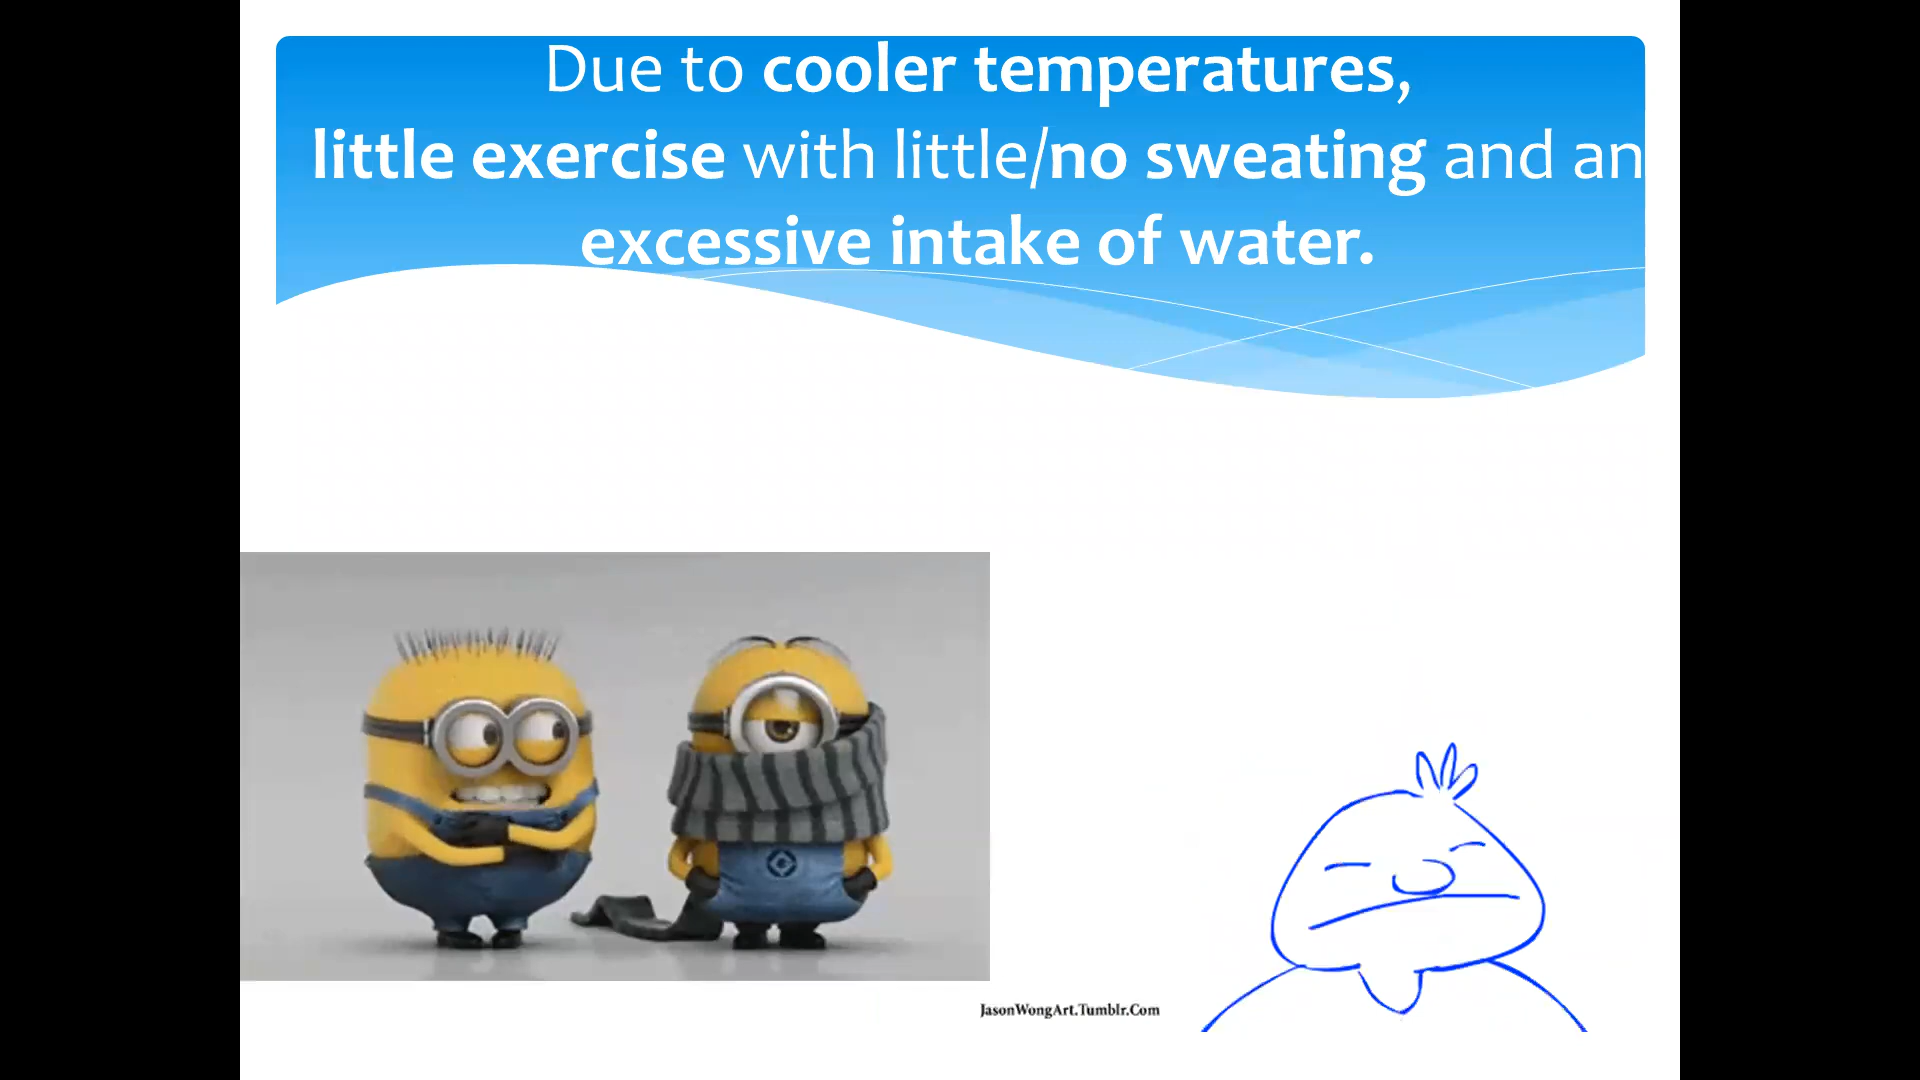 Due to cooler temperatures,
little exercise with little/no sweating and an
excessive intake of water.
JasonWongArt.Tumblr.Com